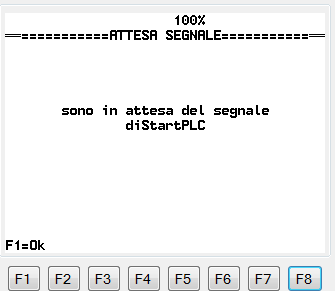 100%
============ATTESA SEGNALE============
sono in attesa del segnale
diStartPLC
F1=Ok
F1 F2 F3 F4 F5 F6 F7 F8